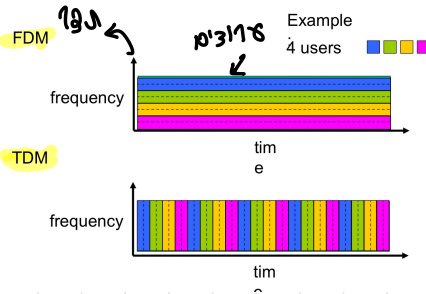 Example
4 users
FDM
ערוצים
frequency
tim
e
TDM
frequency
tim